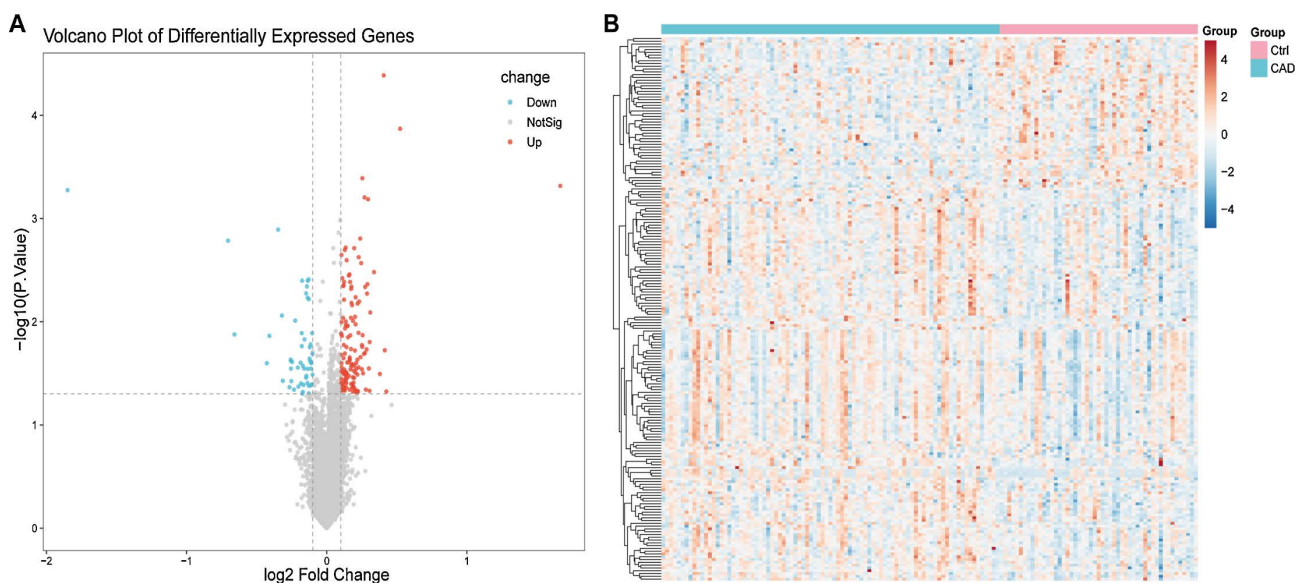 A
Volcano Plot of Differentially Expressed Genes
change
Down
NotSig
Up
−log10(P.Value)
4
3
2
1
0
−2
−1
0
1
log2 Fold Change
B
Group
4
2
0
−2
−4
Group
Ctrl
CAD